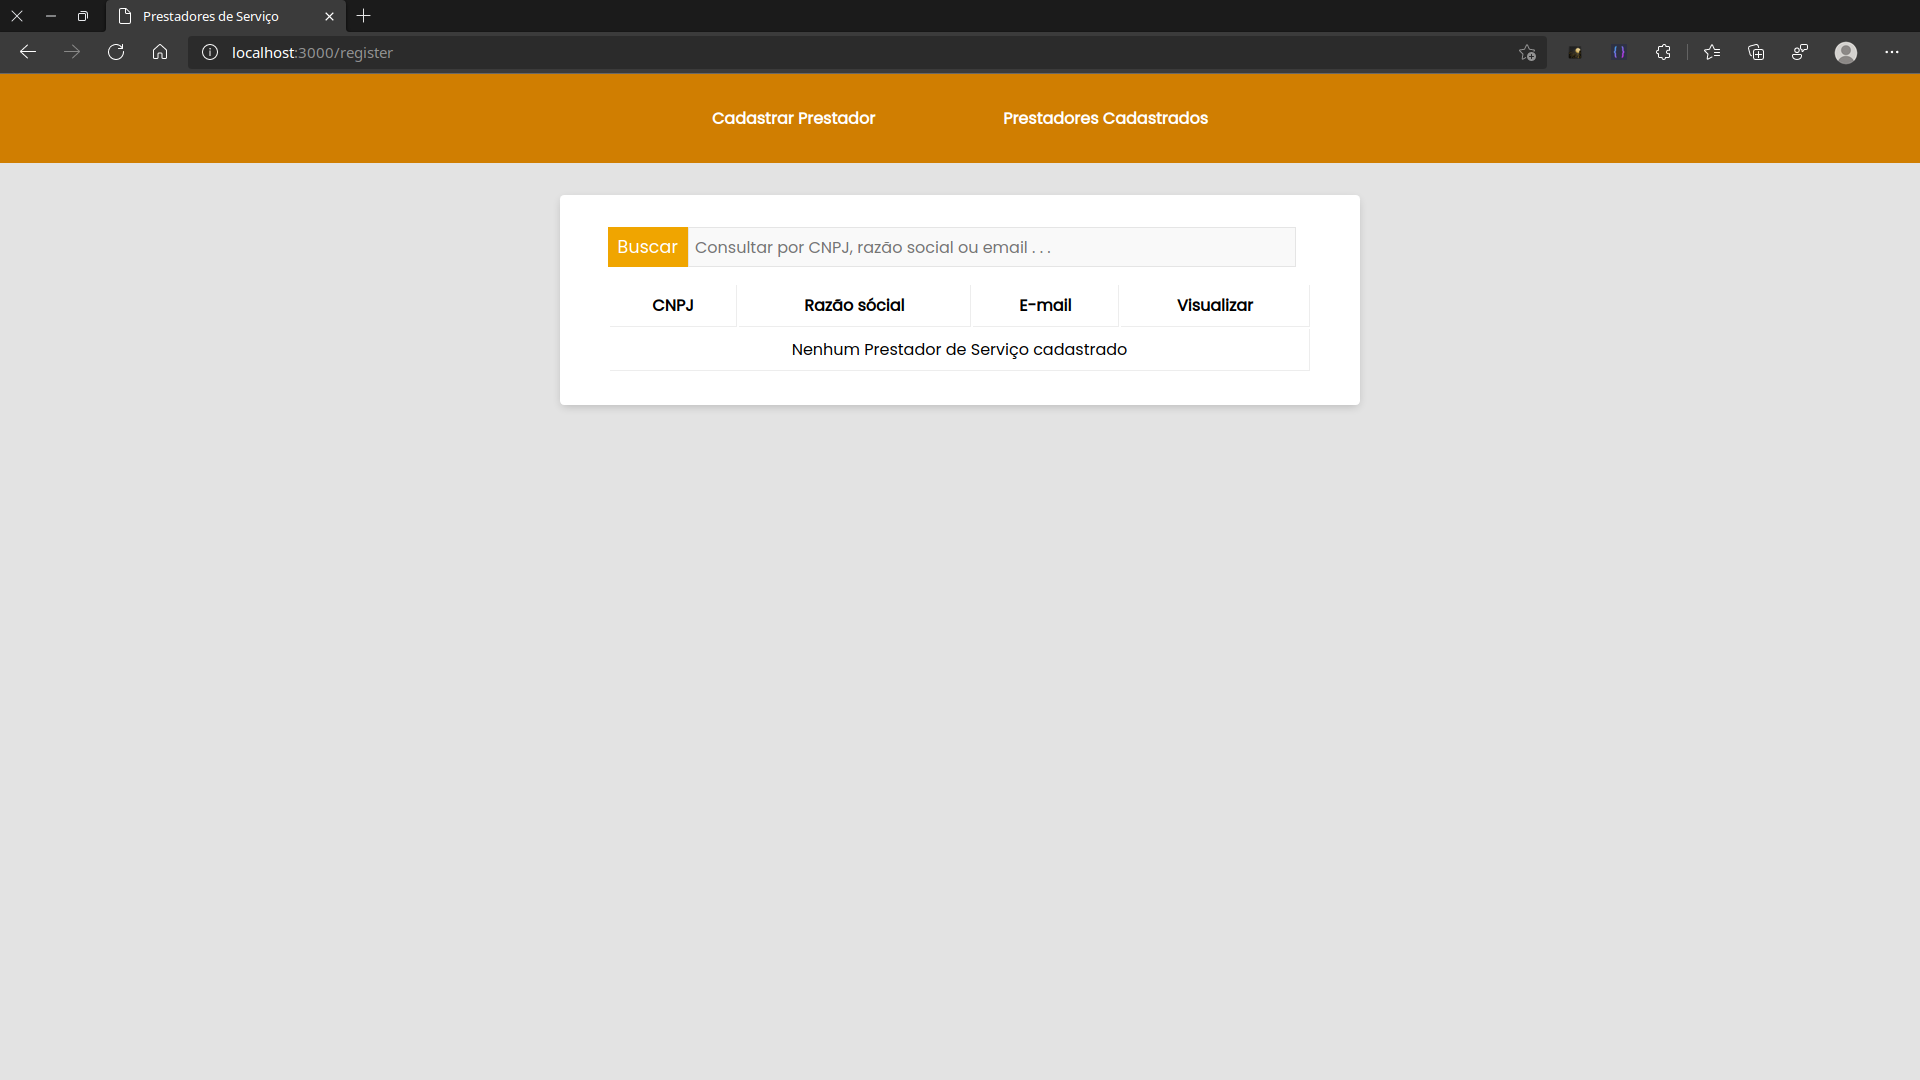 Prestadores de Serviço
localhost:3000/register
Cadastrar Prestador Prestadores Cadastrados
Buscar Consultar por CNPJ, razão social ou email . . .
CNPJ Razão sócial E-mail Visualizar
Nenhum Prestador de Serviço cadastrado